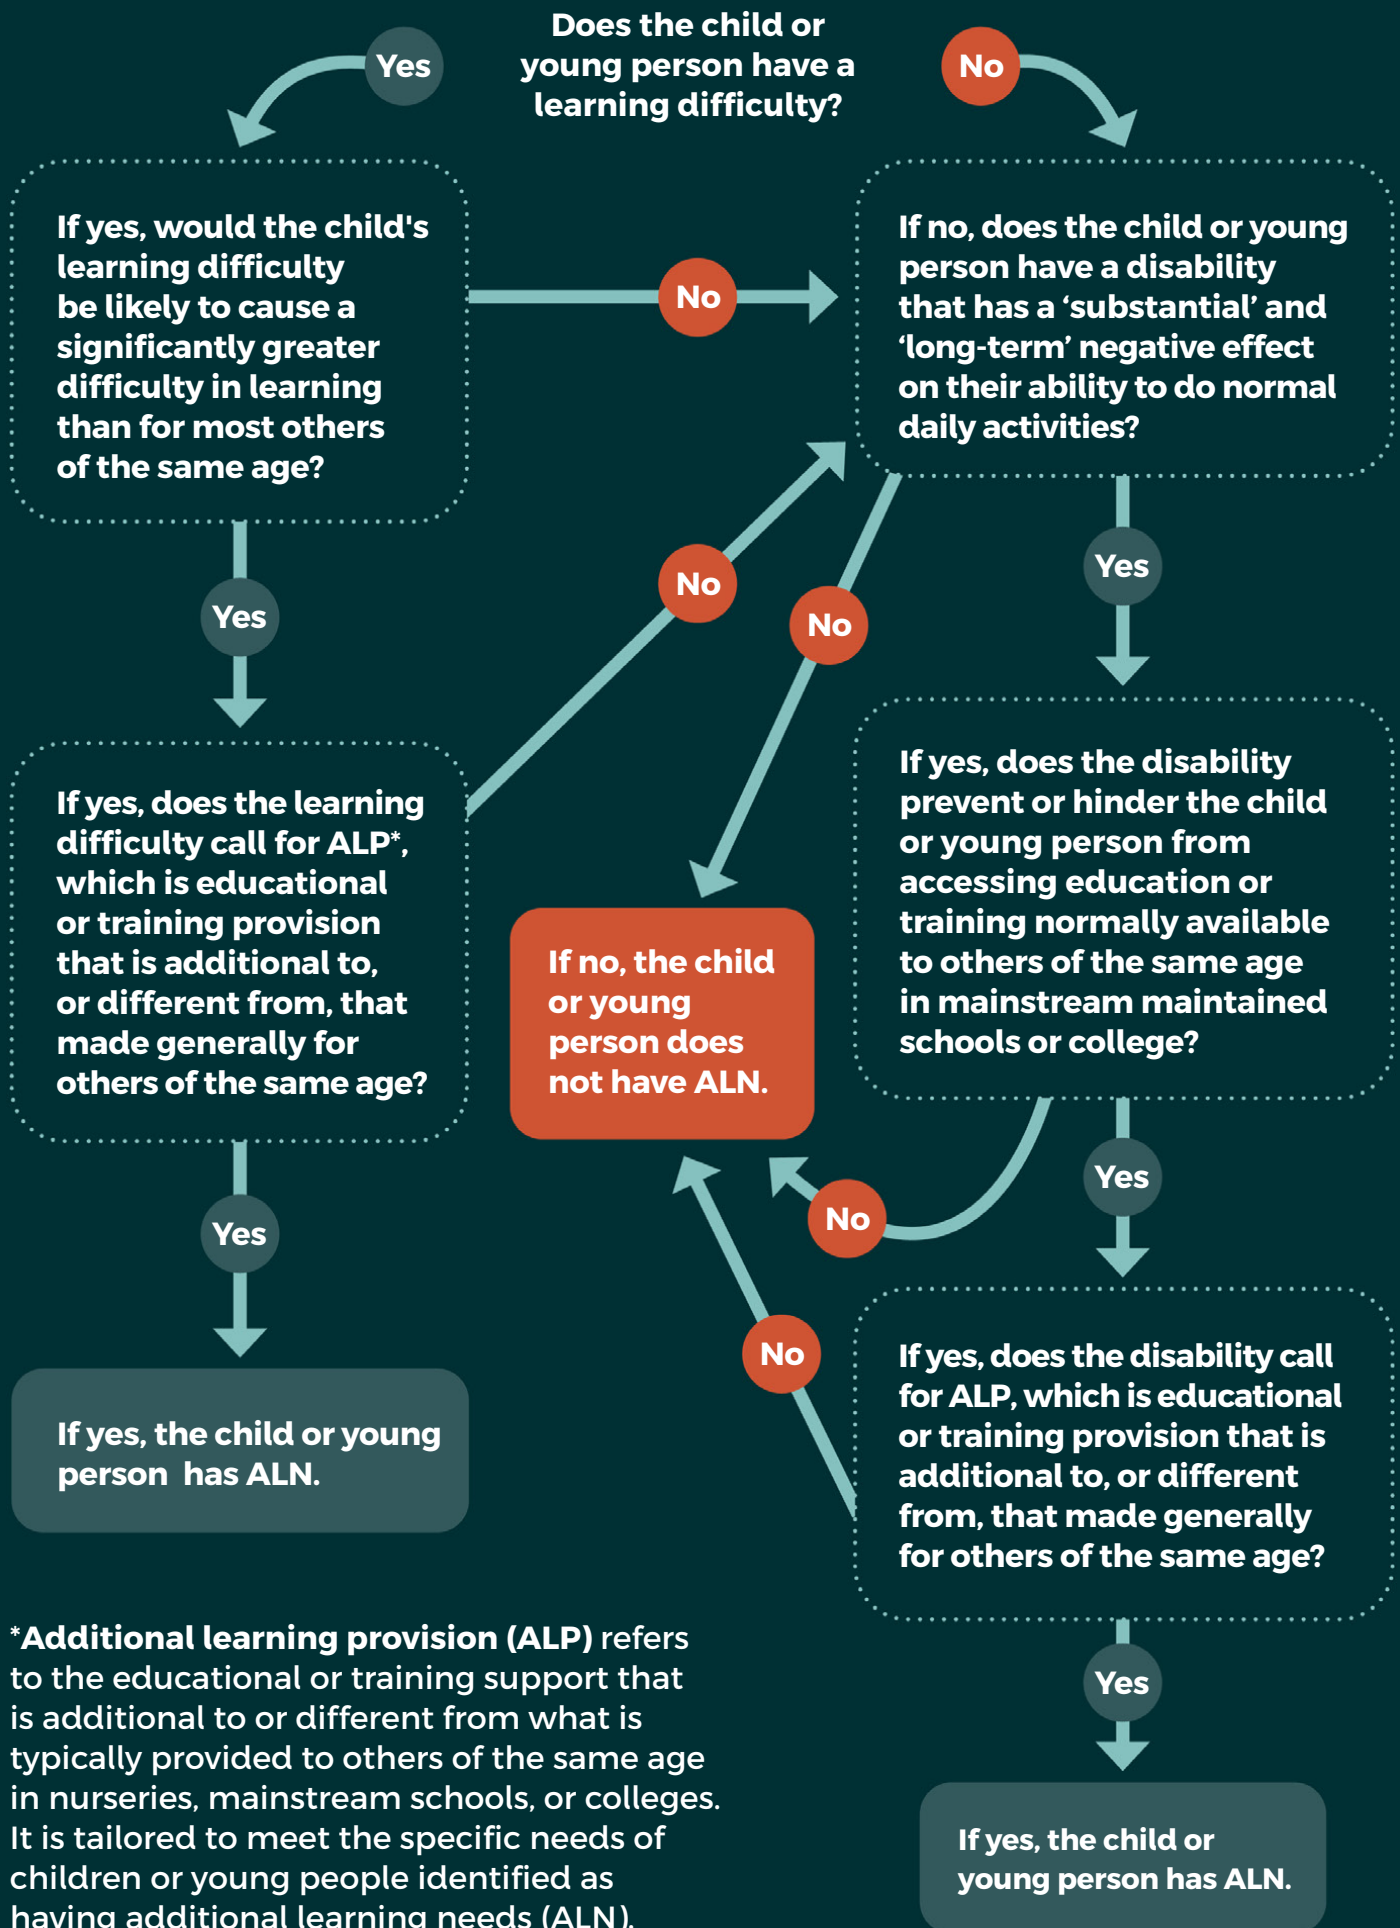 Does the child or
young person have a
learning difficulty?
Yes
No
If yes, would the child's
learning difficulty
be likely to cause a
significantly greater
difficulty in learning
than for most others
of the same age?
No
If no, does the child or young
person have a disability
that has a ‘substantial’ and
‘long-term’ negative effect
on their ability to do normal
daily activities?
Yes
No
No
Yes
If yes, does the learning
difficulty call for ALP*,
which is educational
or training provision
that is additional to,
or different from, that
made generally for
others of the same age?
If no, the child
or young
person does
not have ALN.
If yes, does the disability
prevent or hinder the child
or young person from
accessing education or
training normally available
to others of the same age
in mainstream maintained
schools or college?
Yes
No
Yes
No
If yes, the child or young
person has ALN.
If yes, does the disability call
for ALP, which is educational
or training provision that is
additional to, or different
from, that made generally
for others of the same age?
Yes
If yes, the child or
young person has ALN.
*Additional learning provision (ALP) refers
to the educational or training support that
is additional to or different from what is
typically provided to others of the same age
in nurseries, mainstream schools, or colleges.
It is tailored to meet the specific needs of
children or young people identified as
having additional learning needs (ALN).